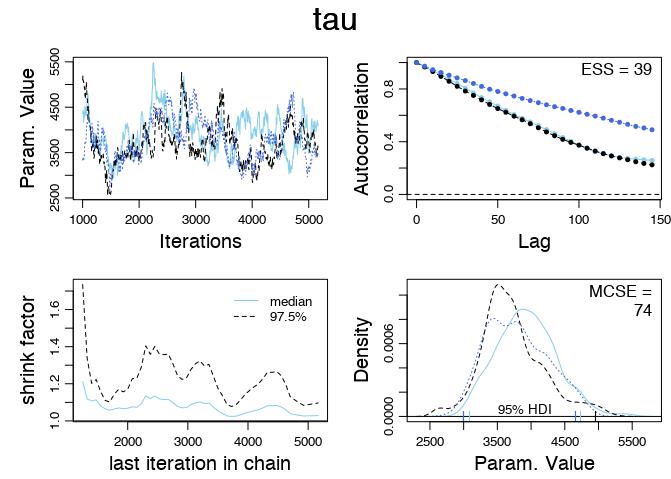 tau
Param. Value
5500
4500
3500
2500
1000 2000 3000 4000 5000
Iterations
Autocorrelation
0.8
0.4
0.0
ESS = 39
0 50 100 150
Lag
shrink factor
1.6
1.4
1.2
1.0
median
97.5%
2000 3000 4000 5000
last iteration in chain
Density
0.0006
0.0000
MCSE =
74
95% HDI
2500 3500 4500 5500
Param. Value